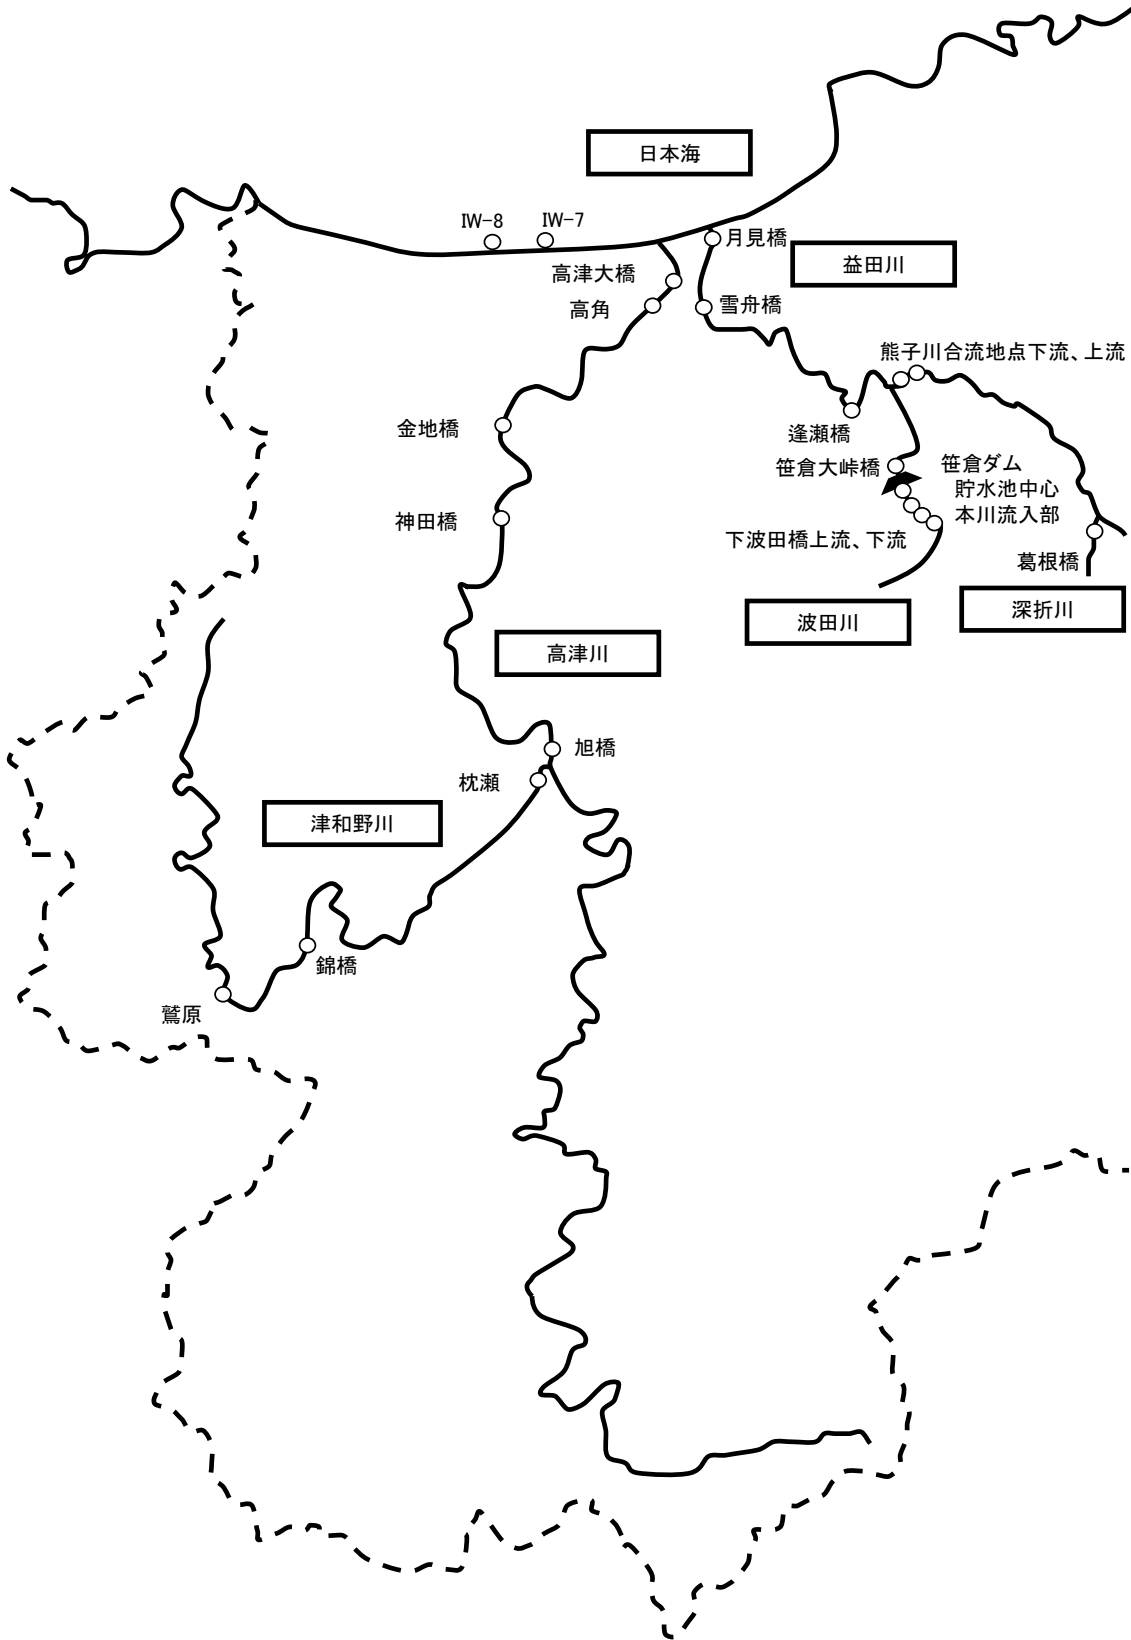 日本海
IW-8
IW-7
月見橋
益田川
高津大橋
高角
雪舟橋
熊子川合流地点下流、上流
金地橋
逢瀬橋
笹倉大峠橋
笹倉ダム
貯水池中心
本川流入部
神田橋
下波田橋上流、下流
葛根橋
波田川
深折川
高津川
旭橋
枕瀬
津和野川
錦橋
鷲原